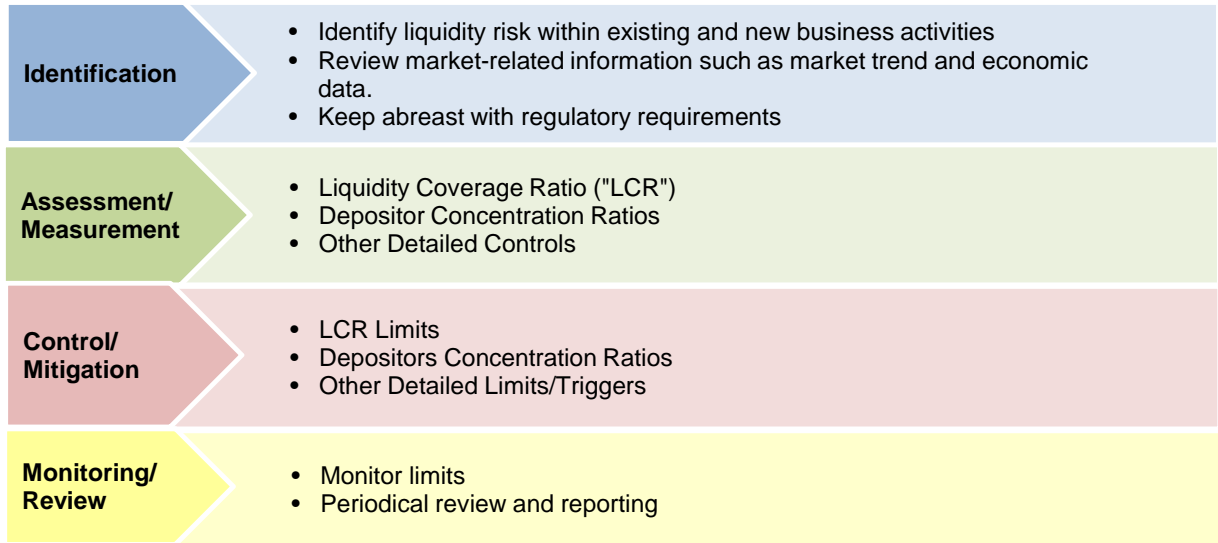 Identification
• Identify liquidity risk within existing and new business activities
• Review market-related information such as market trend and economic
data.
• Keep abreast with regulatory requirements
Assessment/
Measurement
• Liquidity Coverage Ratio ("LCR")
• Depositor Concentration Ratios
• Other Detailed Controls
Control/
Mitigation
• LCR Limits
• Depositors Concentration Ratios
• Other Detailed Limits/Triggers
Monitoring/
Review
• Monitor limits
• Periodical review and reporting